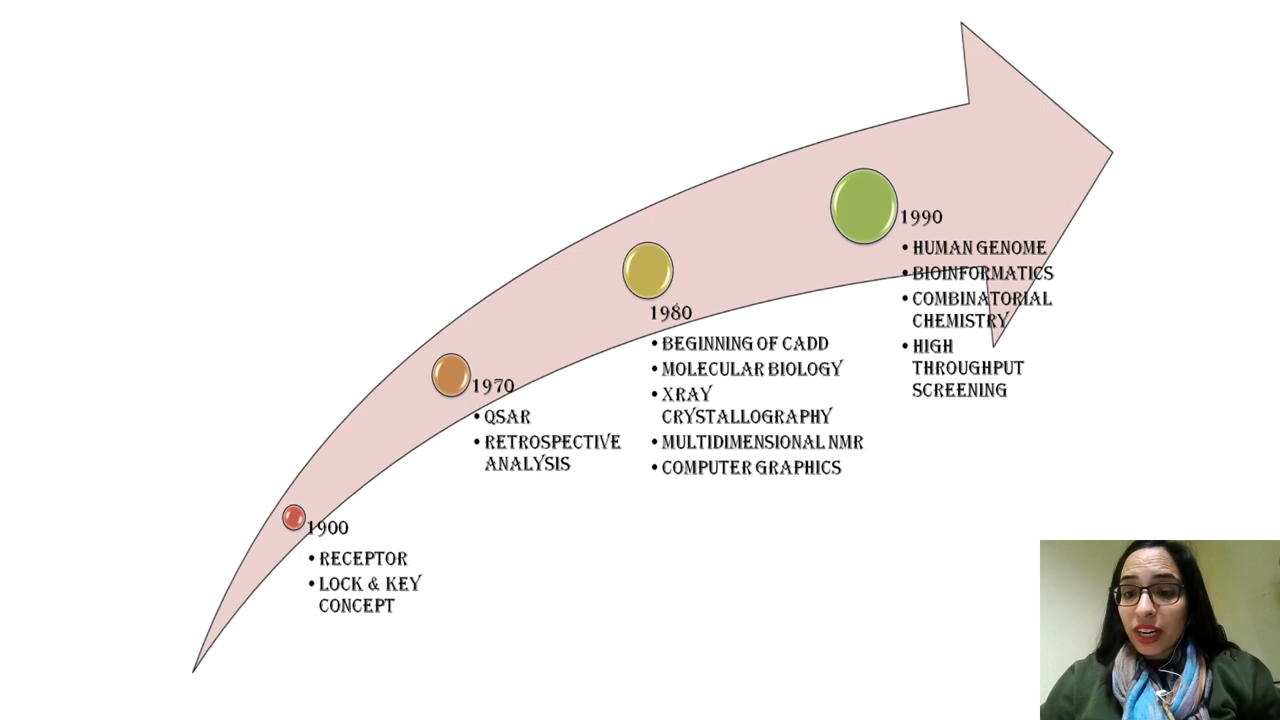 1900
• RECEPTOR
• LOCK & KEY
CONCEPT
1970
• QSAR
• RETROSPECTIVE
ANALYSIS
1980
• BEGINNING OF CADD
• MOLECULAR BIOLOGY
• XRAY
CRYSTALLOGRAPHY
• MULTIDIMENSIONAL NMR
• COMPUTER GRAPHICS
1990
• HUMAN GENOME
• BIOINFORMATICS
• COMBINATORIAL
CHEMISTRY
• HIGH
THROUGHPUT
SCREENING